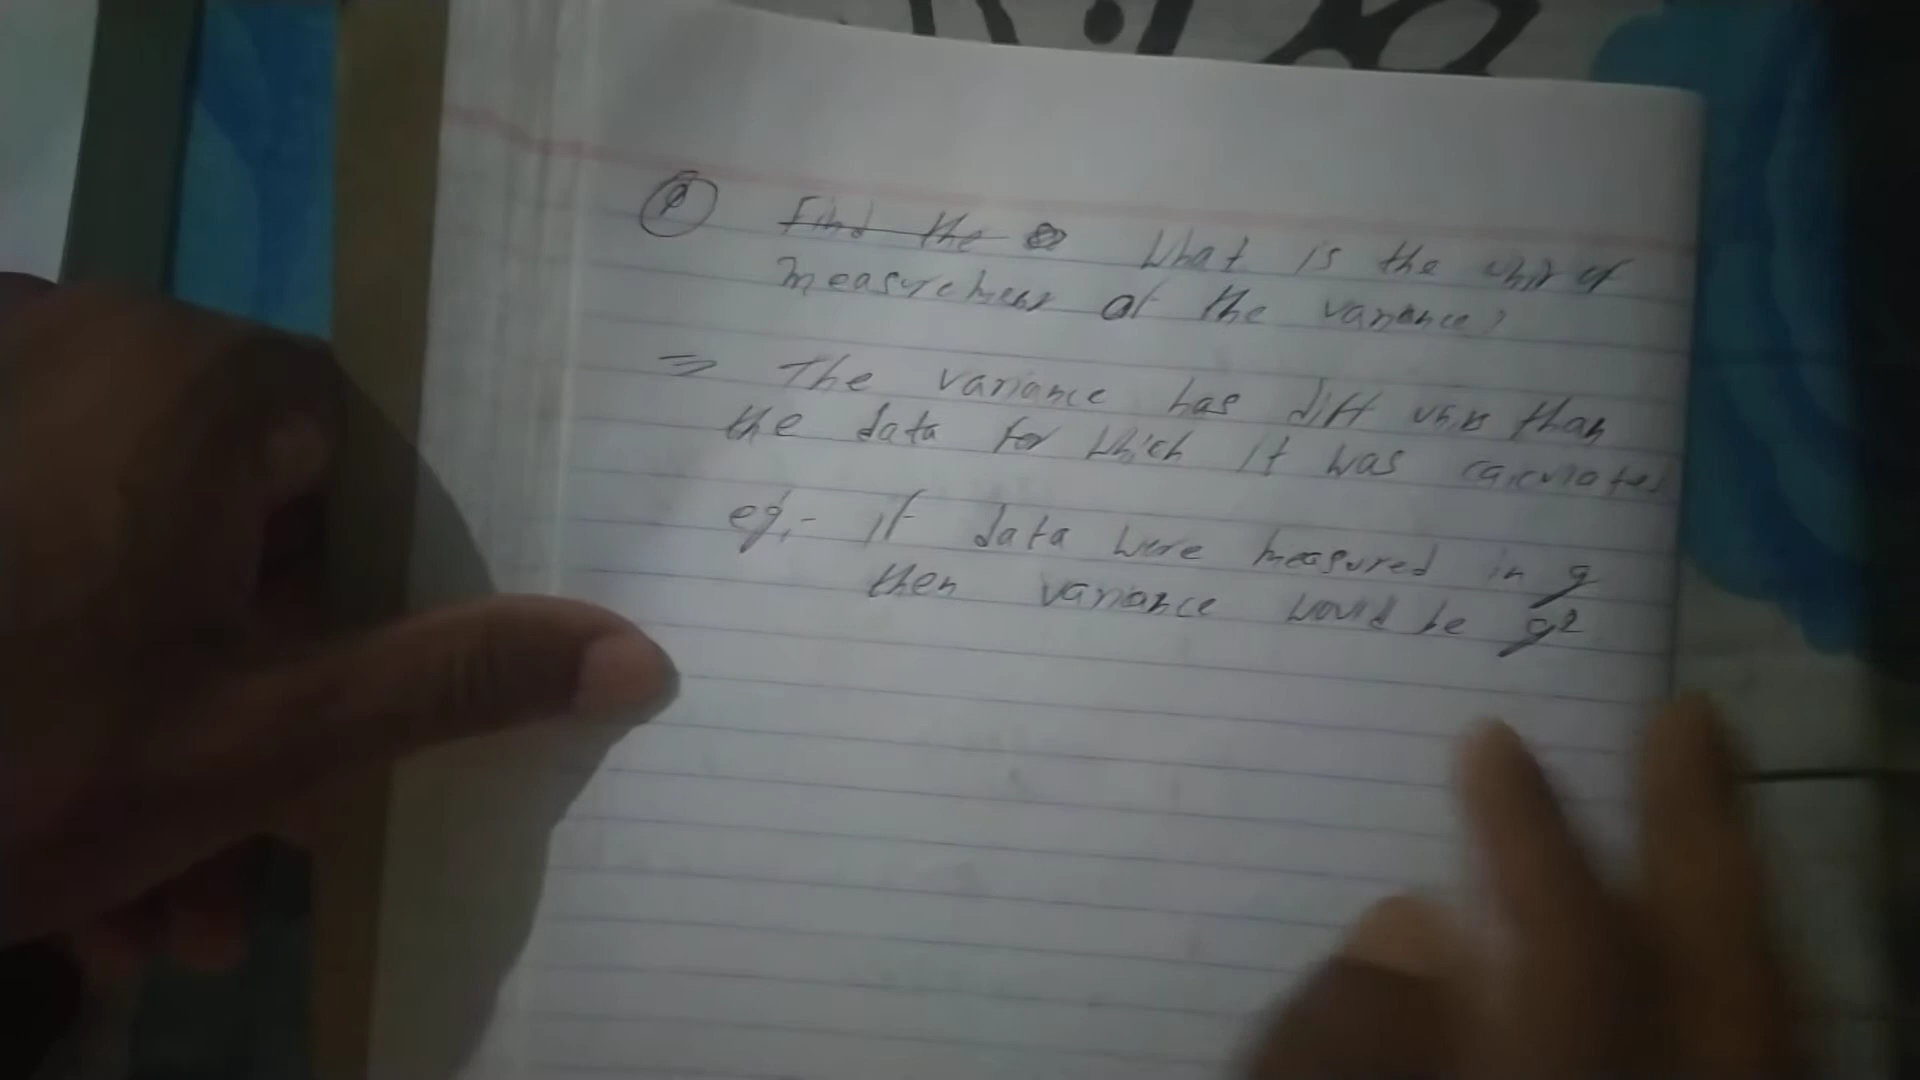 Find the What is the unit of
measurement of the variance?
⇒ The variance has diff units than
the data for which it was calculated
eg:- if data were measured in g
then variance would be g²